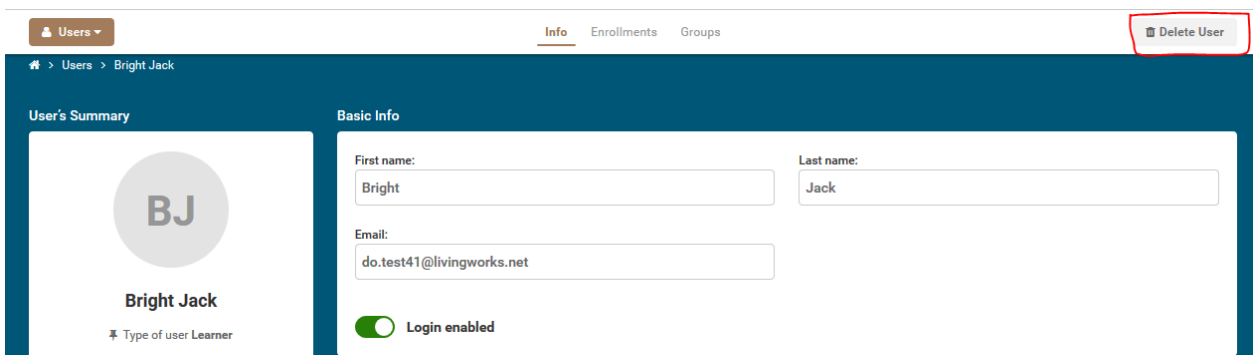 Users
Info Enrollments Groups
Delete User
> Users > Bright Jack
User's Summary
BJ
Bright Jack
Type of user Learner
Basic Info
First name:
Bright
Last name:
Jack
Email:
do.test41@livingworks.net
Login enabled